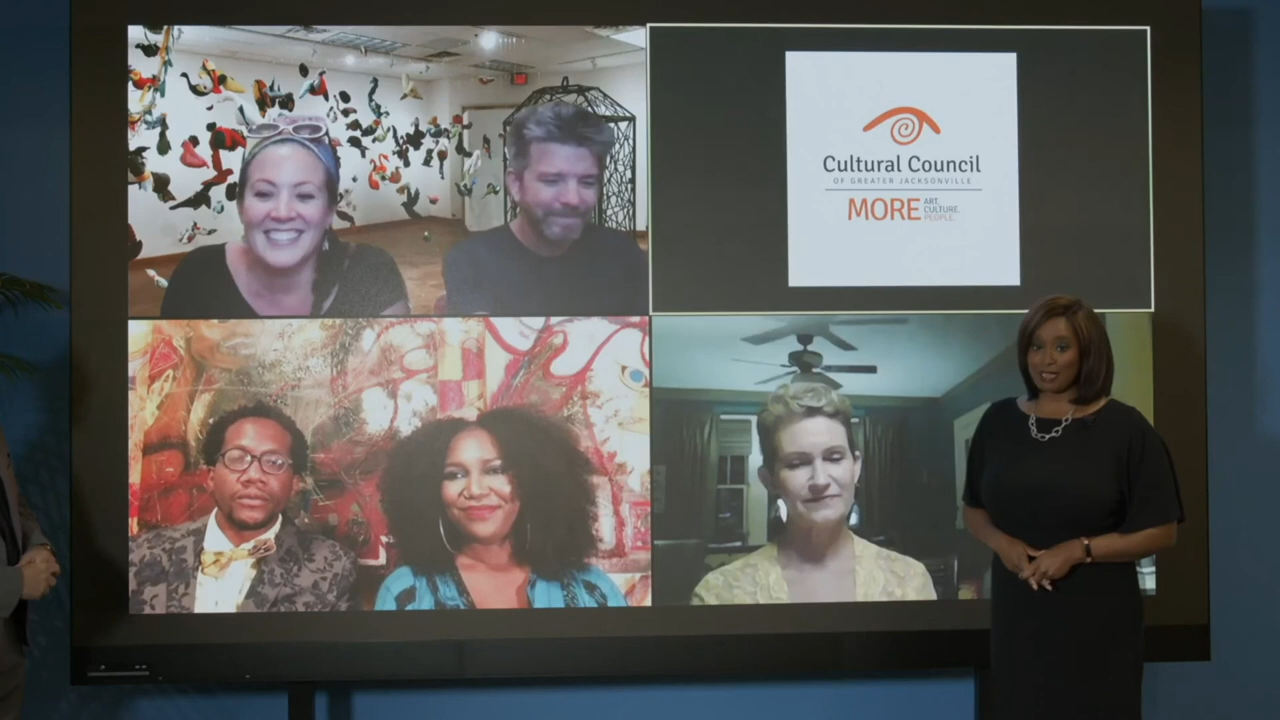 Cultural Council
OF GREATER JACKSONVILLE
MORE
ART.
CULTURE.
PEOPLE.